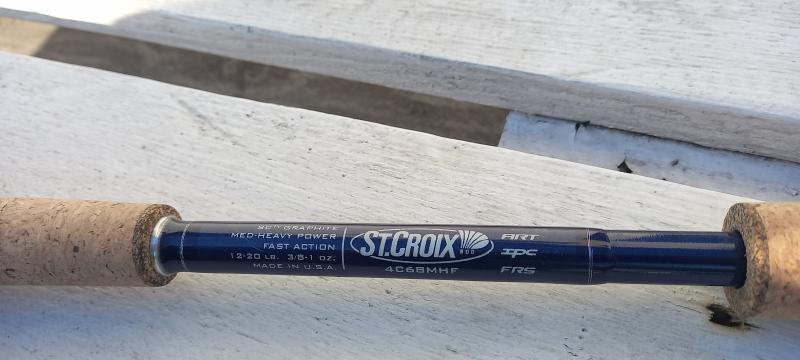 SCIV GRAPHITE
MED-HEAVY POWER
FAST ACTION
12-20 LB. 3/8-1 OZ.
MADE IN U.S.A.
ST.CROIX
ROD
4C68MHF
ART
IPC
FRS